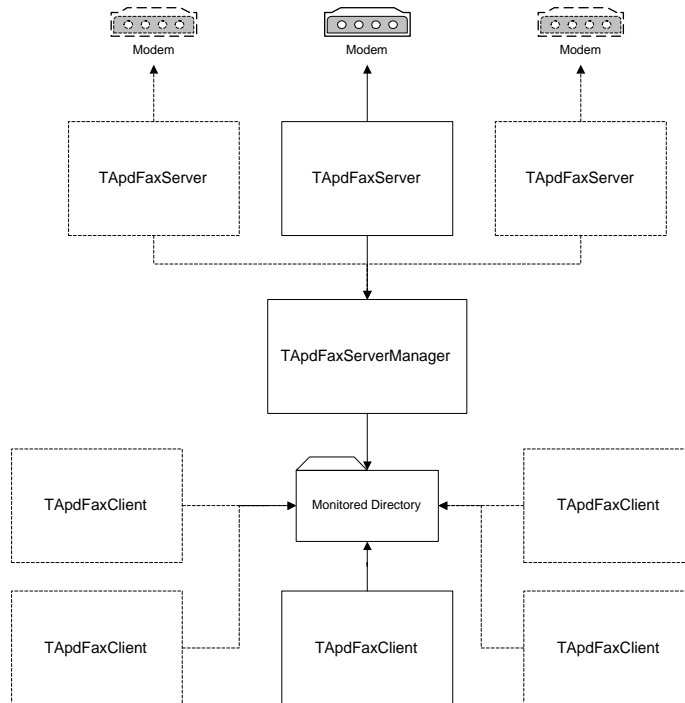 Modem
Modem
Modem
TApdFaxServer
TApdFaxServer
TApdFaxServer
TApdFaxServerManager
TApdFaxClient
Monitored Directory
TApdFaxClient
TApdFaxClient
TApdFaxClient
TApdFaxClient